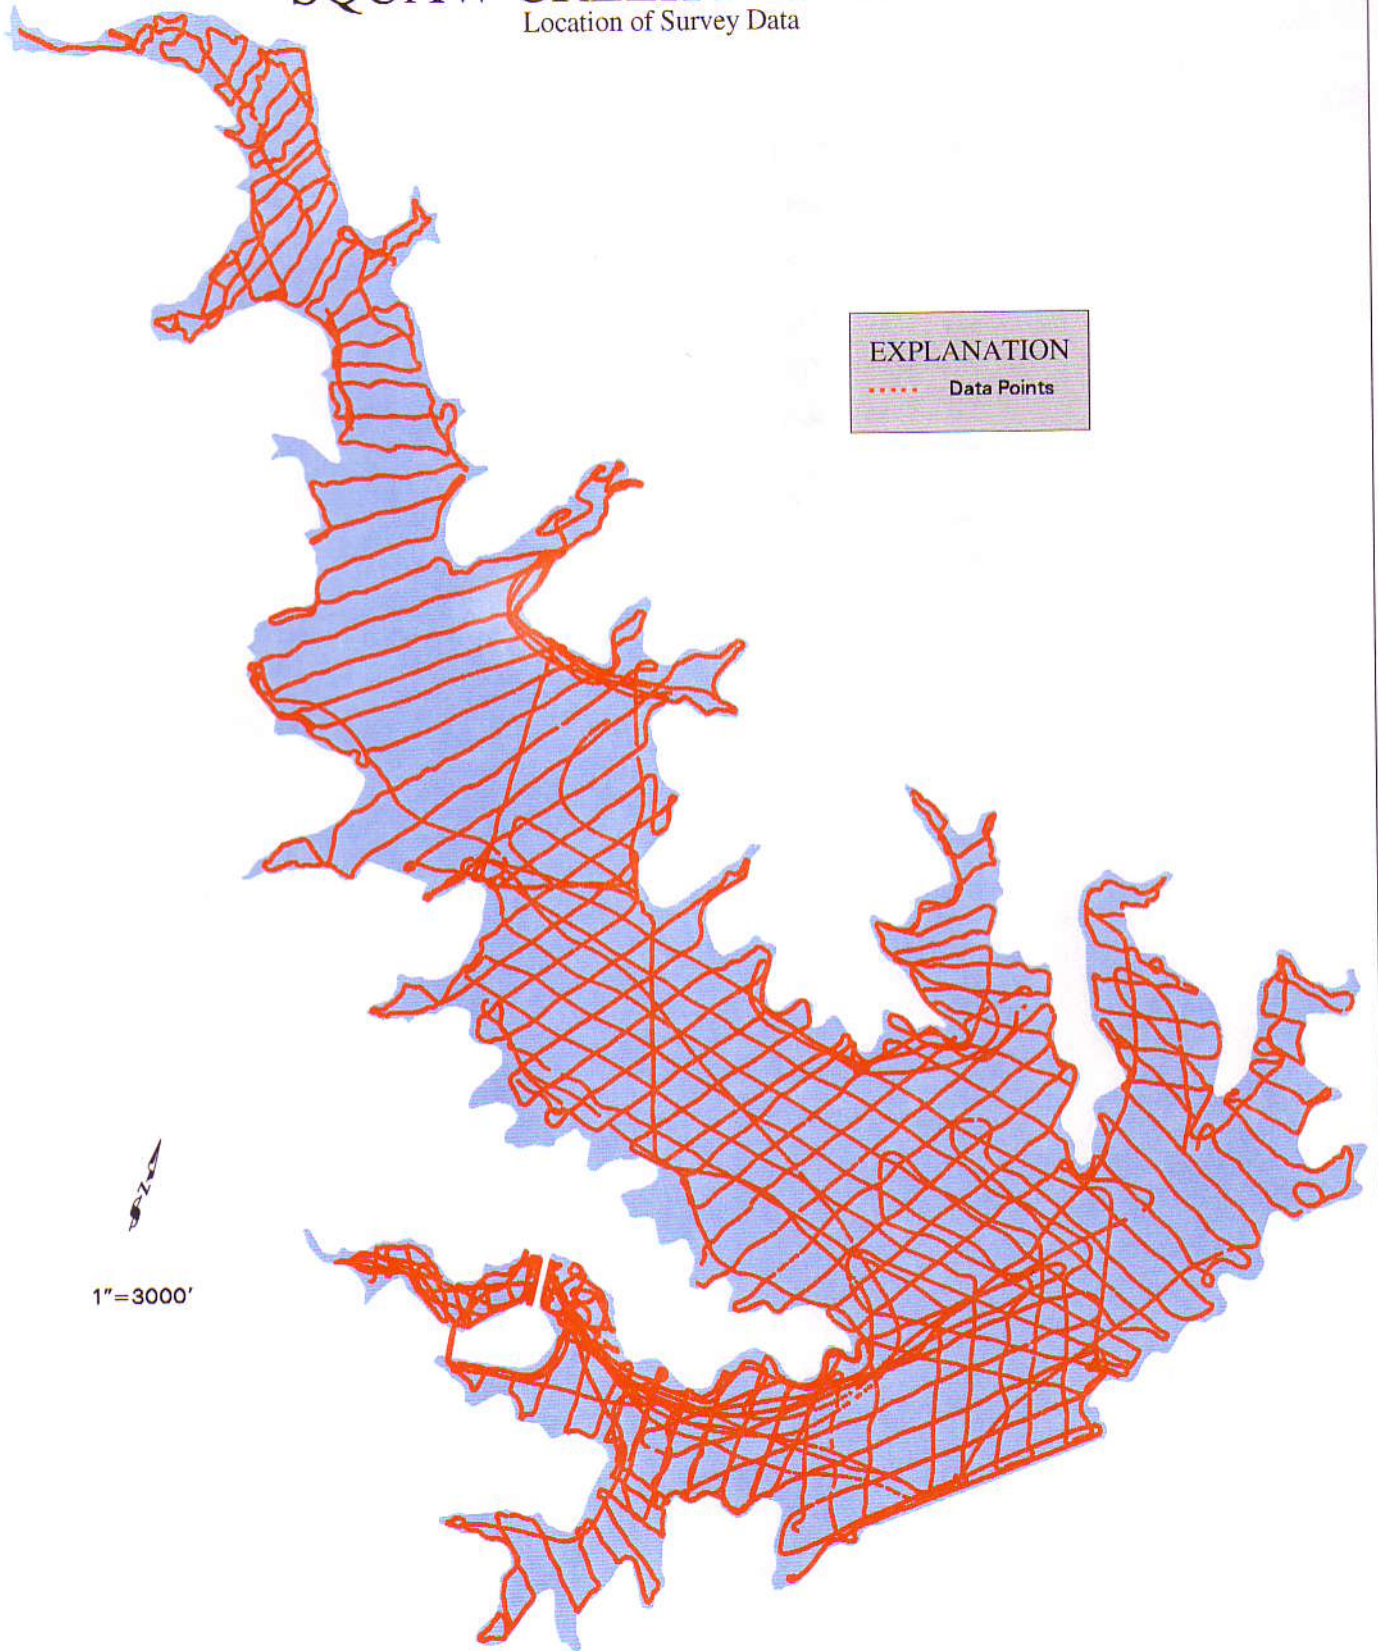 Location of Survey Data
EXPLANATION
Data Points
N
1"=3000'